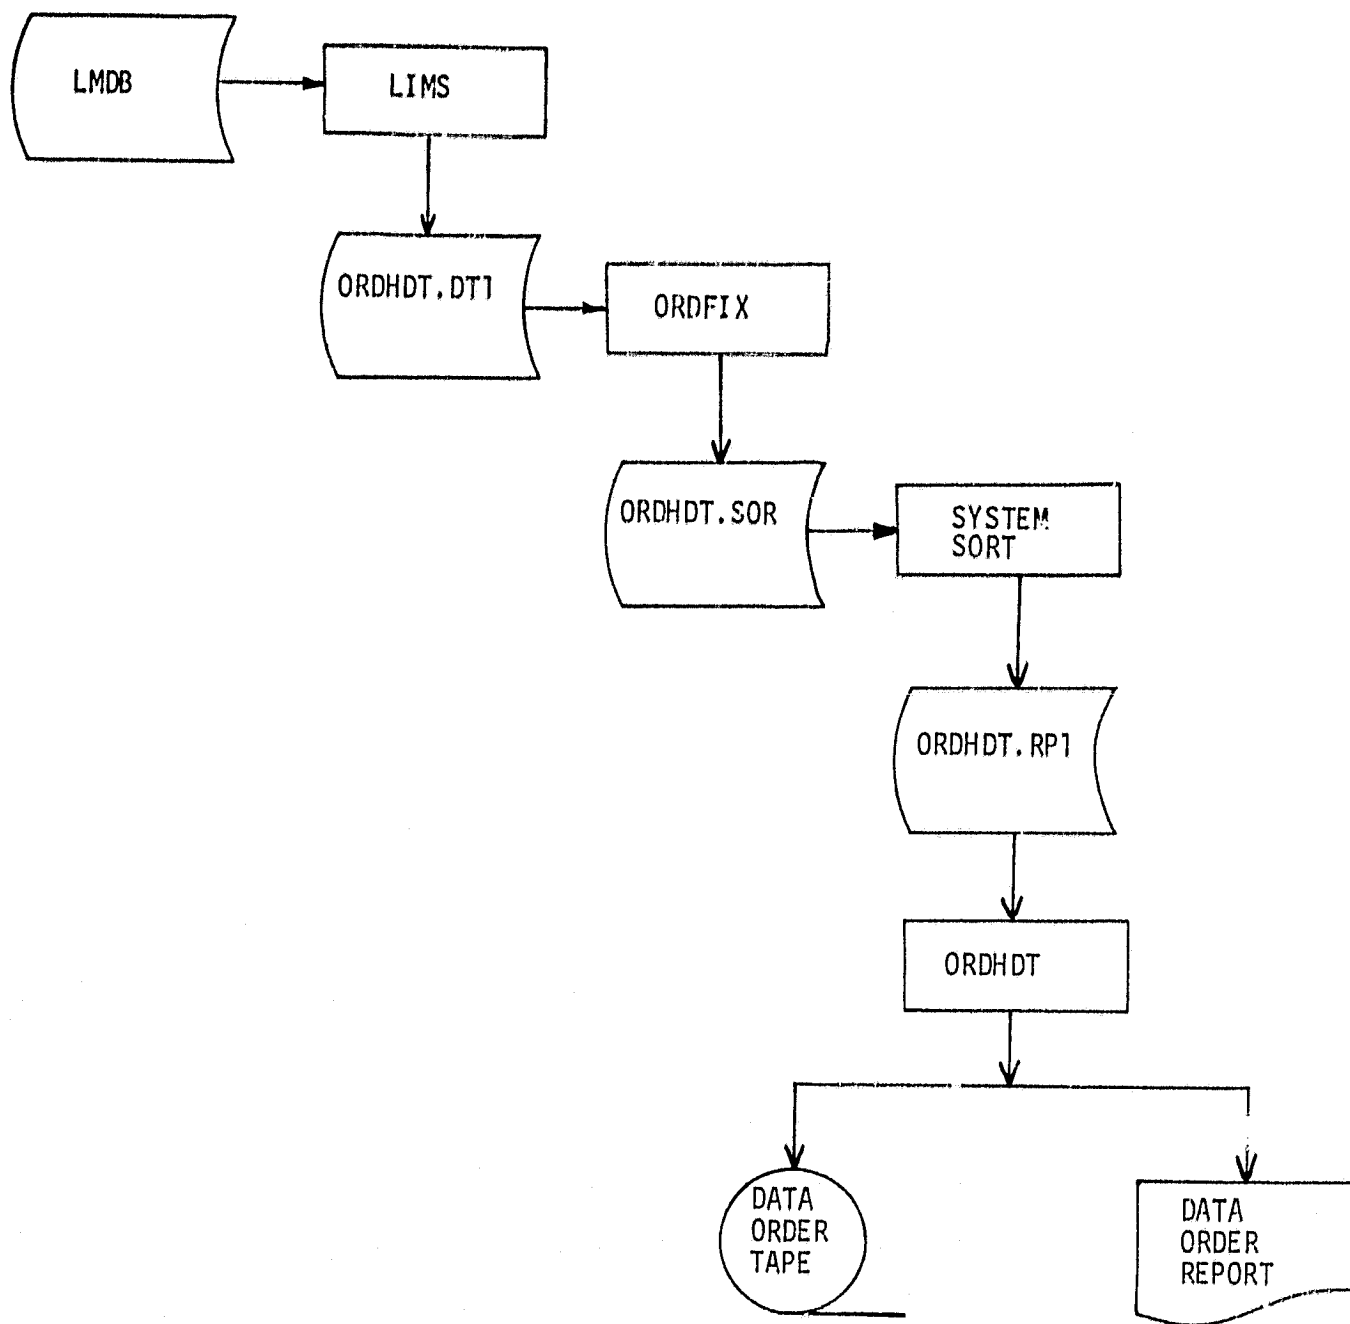 LMDB
LIMS
ORDHDT.DT1
ORDFIX
ORDHDT.SOR
SYSTEM
SORT
ORDHDT.RP1
ORDHDT
DATA
ORDER
TAPE
DATA
ORDER
REPORT